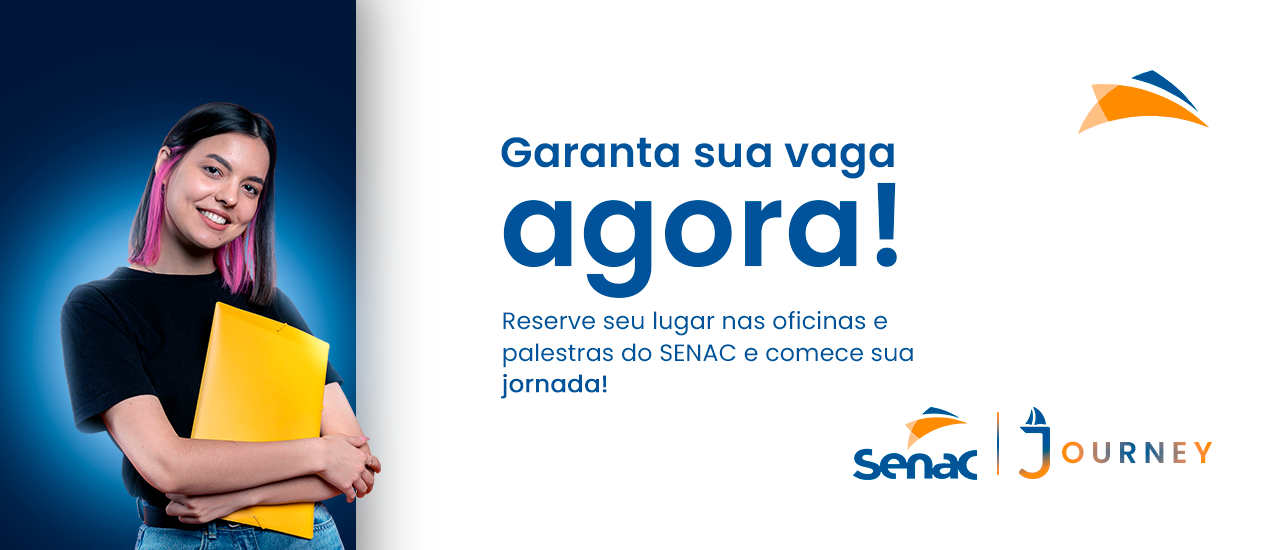 Garanta sua vaga
agora!
Reserve seu lugar nas oficinas e
palestras do SENAC e comece sua
jornada!
Senac
JOURNEY